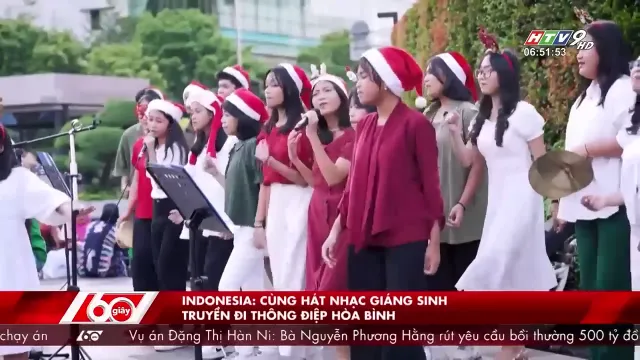 HTV9 HD
06:51:53
60 giây
INDONESIA: CÙNG HÁT NHẠC GIÁNG SINH
TRUYỀN ĐI THÔNG ĐIỆP HÒA BÌNH
chạy án Vụ án Đặng Thị Hàn Ni: Bà Nguyễn Phương Hằng rút yêu cầu bồi thường 500 tỷ đồ